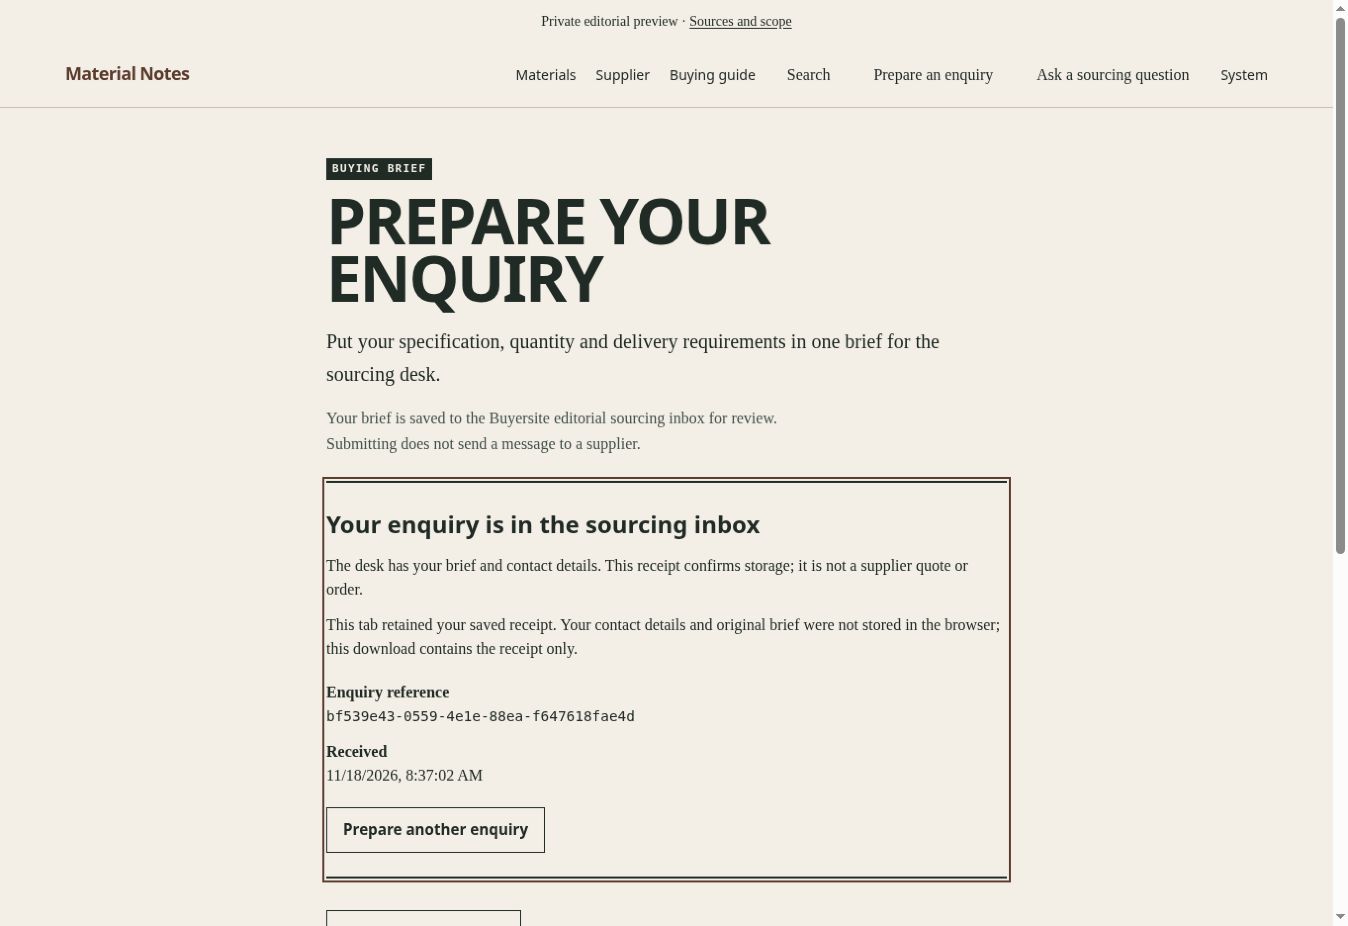 Private editorial preview · Sources and scope
Material Notes
Materials Supplier Buying guide Search Prepare an enquiry Ask a sourcing question System
BUYING BRIEF
PREPARE YOUR
ENQUIRY
Put your specification, quantity and delivery requirements in one brief for the
sourcing desk.
Your brief is saved to the Buyersite editorial sourcing inbox for review.
Submitting does not send a message to a supplier.
Your enquiry is in the sourcing inbox
The desk has your brief and contact details. This receipt confirms storage; it is not a supplier quote or
order.
This tab retained your saved receipt. Your contact details and original brief were not stored in the browser;
this download contains the receipt only.
Enquiry reference
bf539e43-0559-4e1e-88ea-f647618fae4d
Received
11/18/2026, 8:37:02 AM
Prepare another enquiry